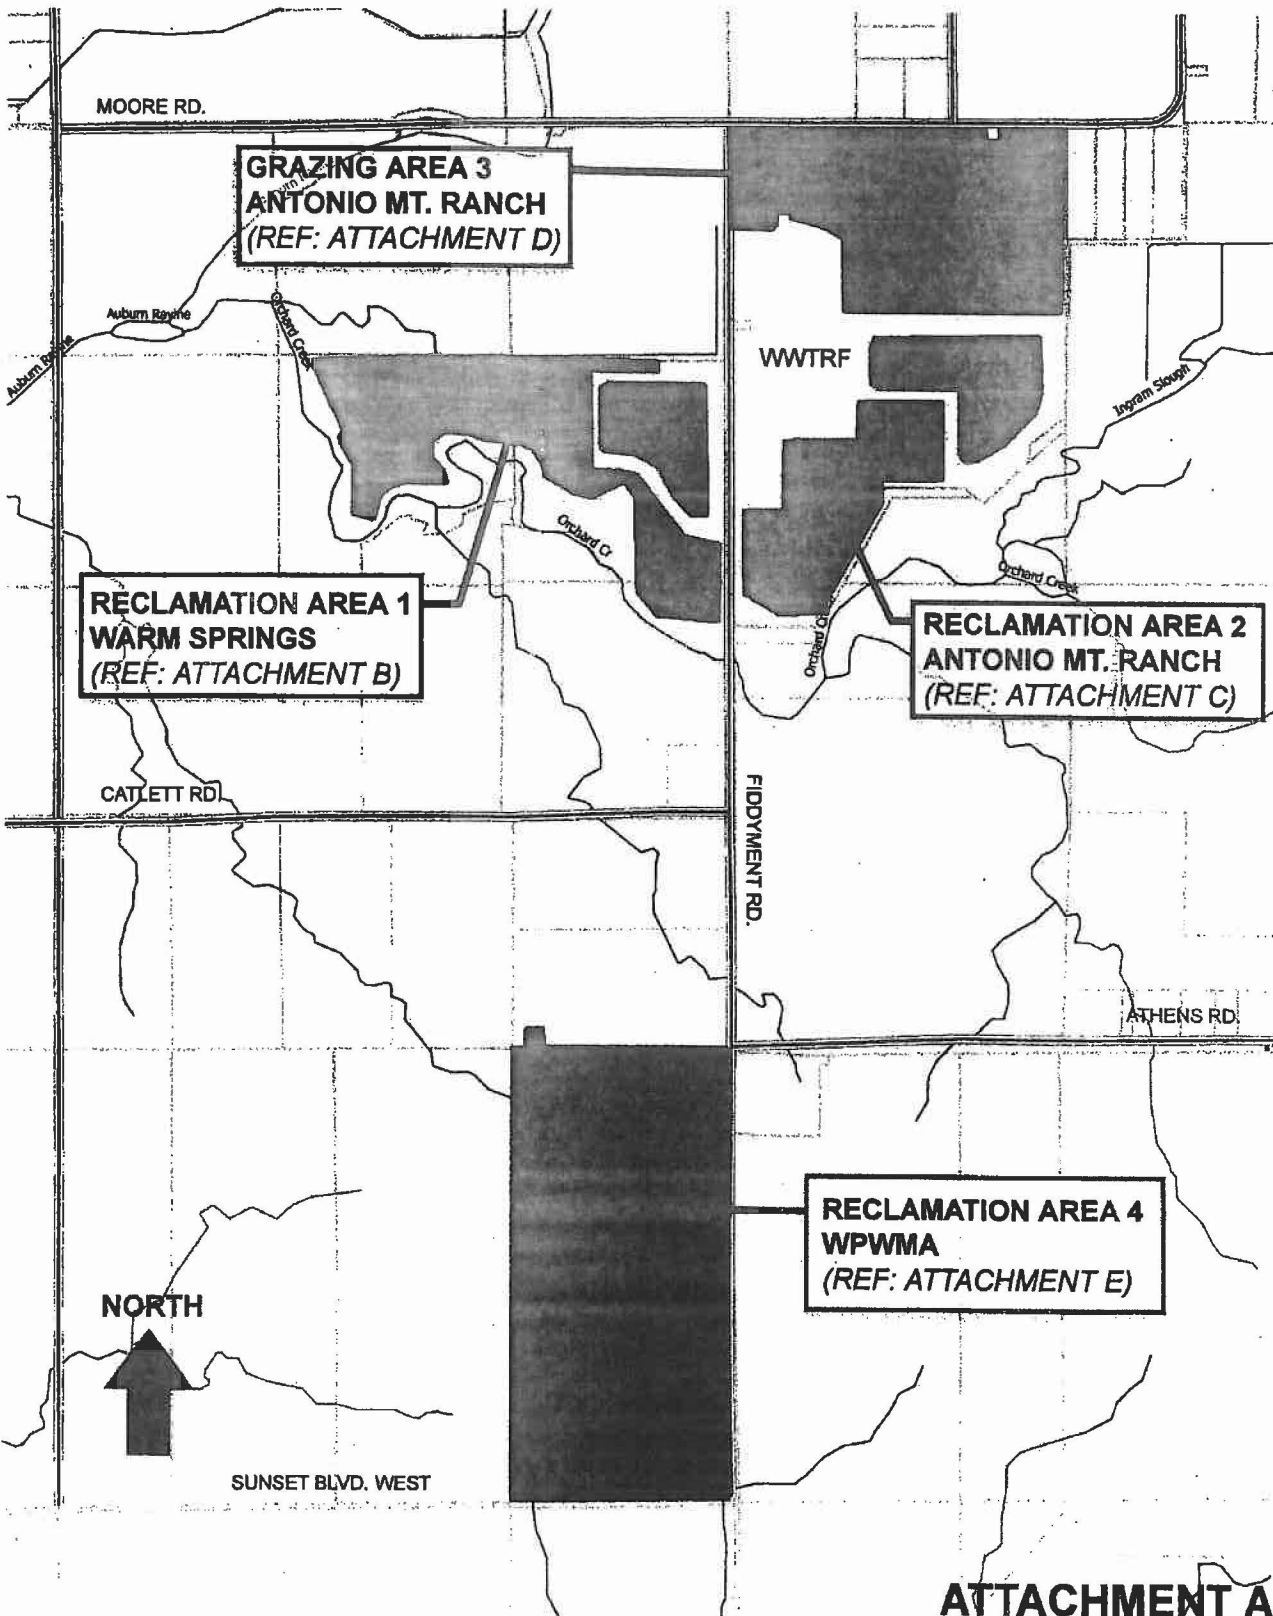 MOORE RD.
GRAZING AREA 3
ANTONIO MT. RANCH
(REF: ATTACHMENT D)
Auburn Ravine
Auburn Ravine
Orchard Creek
WWTRF
Ingram Slough
Orchard Cr
Orchard Creek
Orchard Cr
RECLAMATION AREA 1
WARM SPRINGS
(REF: ATTACHMENT B)
RECLAMATION AREA 2
ANTONIO MT. RANCH
(REF: ATTACHMENT C)
CATLETT RD.
FIDDYMENT RD.
ATHENS RD.
RECLAMATION AREA 4
WPWMA
(REF: ATTACHMENT E)
NORTH
SUNSET BLVD. WEST
ATTACHMENT A